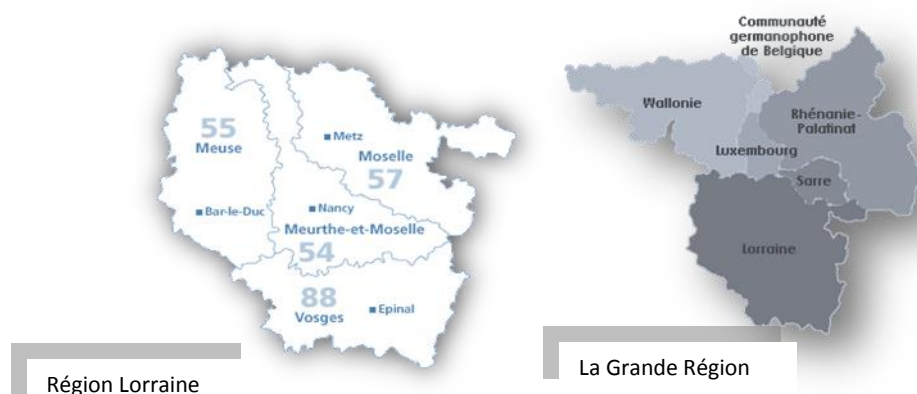 55
Meuse
Metz
Moselle
57
Bar-le-Duc
Nancy
Meurthe-et-Moselle
54
88
Vosges
Epinal
Région Lorraine
Communauté
germanophone
de Belgique
Wallonie
Rhénanie-
Palatinat
Luxembourg
Sarre
Lorraine
La Grande Région